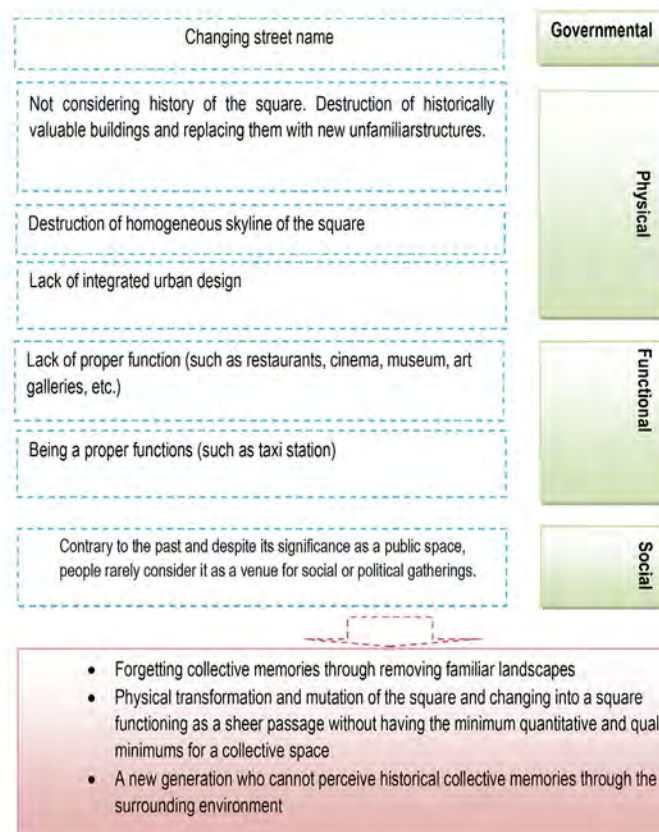 Changing street name
Governmental
Not considering history of the square. Destruction of historically
valuable buildings and replacing them with new unfamiliarstructures.
Destruction of homogeneous skyline of the square
Lack of integrated urban design
Physical
Lack of proper function (such as restaurants, cinema, museum, art
galleries, etc.)
Being a proper functions (such as taxi station)
Functional
Contrary to the past and despite its significance as a public space,
people rarely consider it as a venue for social or political gatherings.
Social
• Forgetting collective memories through removing familiar landscapes
• Physical transformation and mutation of the square and changing into a square
functioning as a sheer passage without having the minimum quantitative and qual
minimums for a collective space
• A new generation who cannot perceive historical collective memories through the
surrounding environment